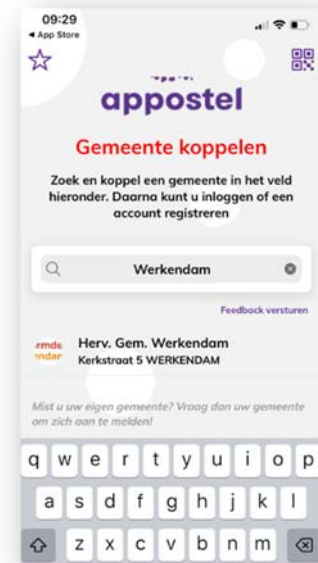 09:29
◀ App Store
appostel
Gemeente koppelen
Zoek en koppel een gemeente in het veld
hieronder. Daarna kunt u inloggen of een
account registreren
Werkendam
Feedback versturen
Herv. Gem. Werkendam
Kerkstraat 5 WERKENDAM
Mist u uw eigen gemeente? Vraag dan uw gemeente
om zich aan te melden!
q w e r t y u i o p
a s d f g h j k l
z x c v b n m